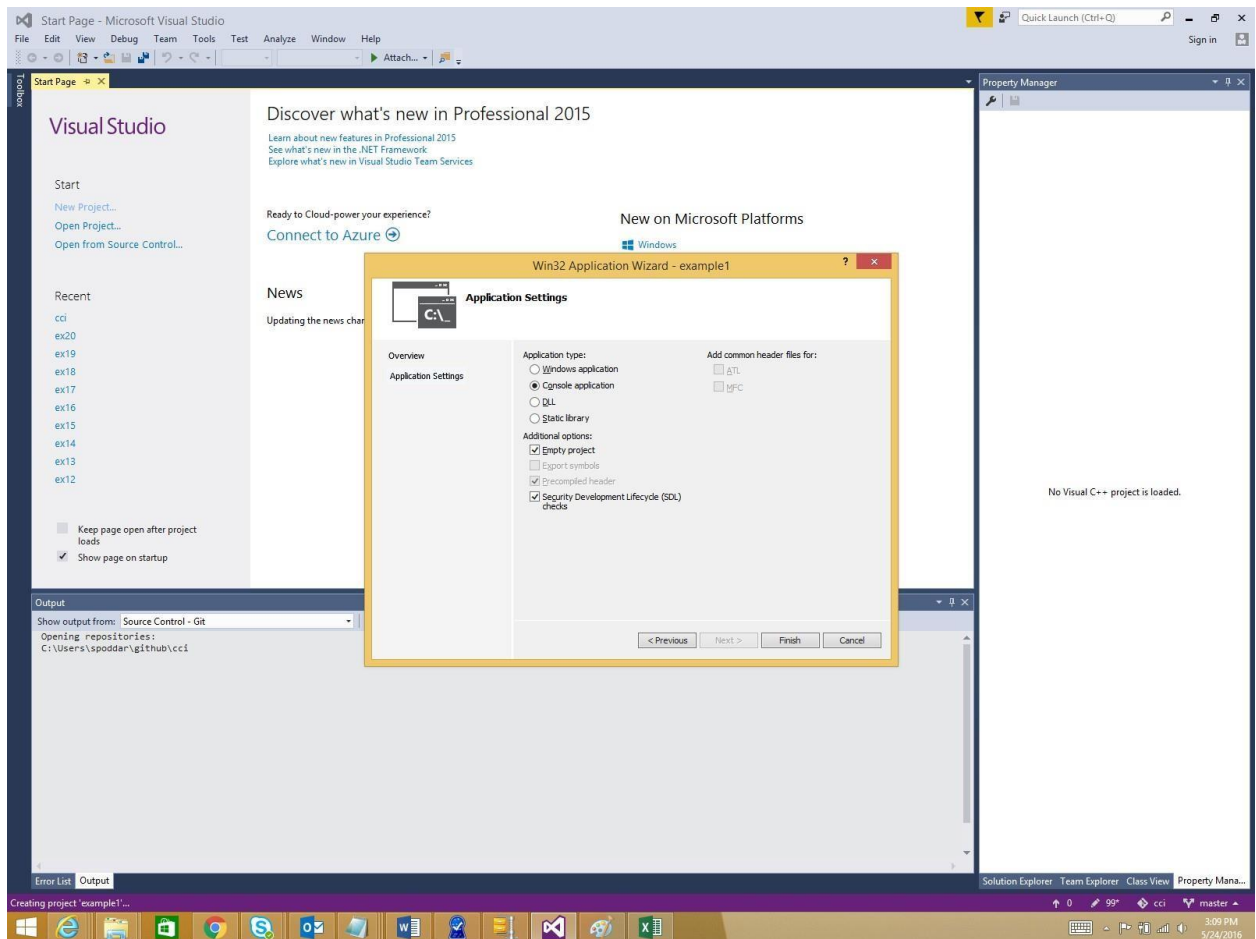 Start Page - Microsoft Visual Studio
Quick Launch (Ctrl+Q)
File Edit View Debug Team Tools Test Analyze Window Help
Sign in
Attach...
Toolbox
Start Page
Visual Studio
Start
New Project...
Open Project...
Open from Source Control...
Recent
cci
ex20
ex19
ex18
ex17
ex16
ex15
ex14
ex13
ex12
Keep page open after project
loads
Show page on startup
Discover what's new in Professional 2015
Learn about new features in Professional 2015
See what's new in the .NET Framework
Explore what's new in Visual Studio Team Services
Ready to Cloud-power your experience?
Connect to Azure
New on Microsoft Platforms
Windows
News
Updating the news chan
Win32 Application Wizard - example1
?
C:\_
Application Settings
Overview
Application Settings
Application type:
Windows application
Console application
DLL
Static library
Additional options:
Empty project
Export symbols
Precompiled header
Security Development Lifecycle (SDL)
checks
Add common header files for:
ATL
MFC
< Previous
Next >
Finish
Cancel
Property Manager
No Visual C++ project is loaded.
Output
Show output from: Source Control - Git
Opening repositories:
C:\Users\spoddar\github\cci
Error List Output
Solution Explorer Team Explorer Class View Property Mana...
Creating project 'example1'...
0 99* cci master
3:09 PM
5/24/2016